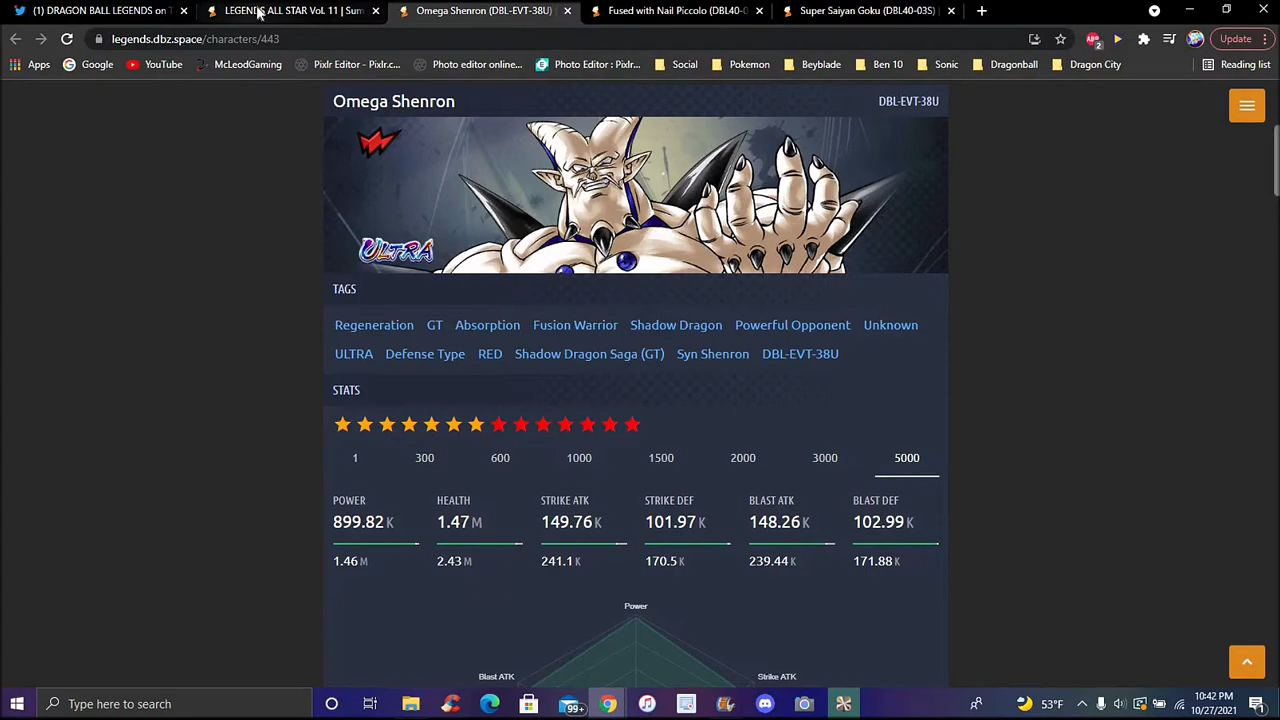 (1) DRAGON BALL LEGENDS on T
LEGENDS ALL STAR Vol. 11 | Sum
Omega Shenron (DBL-EVT-38U)
Fused with Nail Piccolo (DBL40-0
Super Saiyan Goku (DBL40-03S)
legends.dbz.space/characters/443
2
Update
Apps
Google
YouTube
McLeodGaming
Pixlr Editor - Pixlr.c...
Photo editor online...
Photo Editor : Pixlr...
Social
Pokemon
Beyblade
Ben 10
Sonic
Dragonball
Dragon City
Reading list
Omega Shenron
DBL-EVT-38U
ULTRA
TAGS
Regeneration GT Absorption Fusion Warrior Shadow Dragon Powerful Opponent Unknown
ULTRA Defense Type RED Shadow Dragon Saga (GT) Syn Shenron DBL-EVT-38U
STATS
1 300 600 1000 1500 2000 3000 5000
POWER HEALTH STRIKE ATK STRIKE DEF BLAST ATK BLAST DEF
899.82 K 1.47 M 149.76 K 101.97 K 148.26 K 102.99 K
1.46 M 2.43 M 241.1 K 170.5 K 239.44 K 171.88 K
Power
Blast ATK
Strike ATK
Type here to search
99+
53°F
10:42 PM
10/27/2021